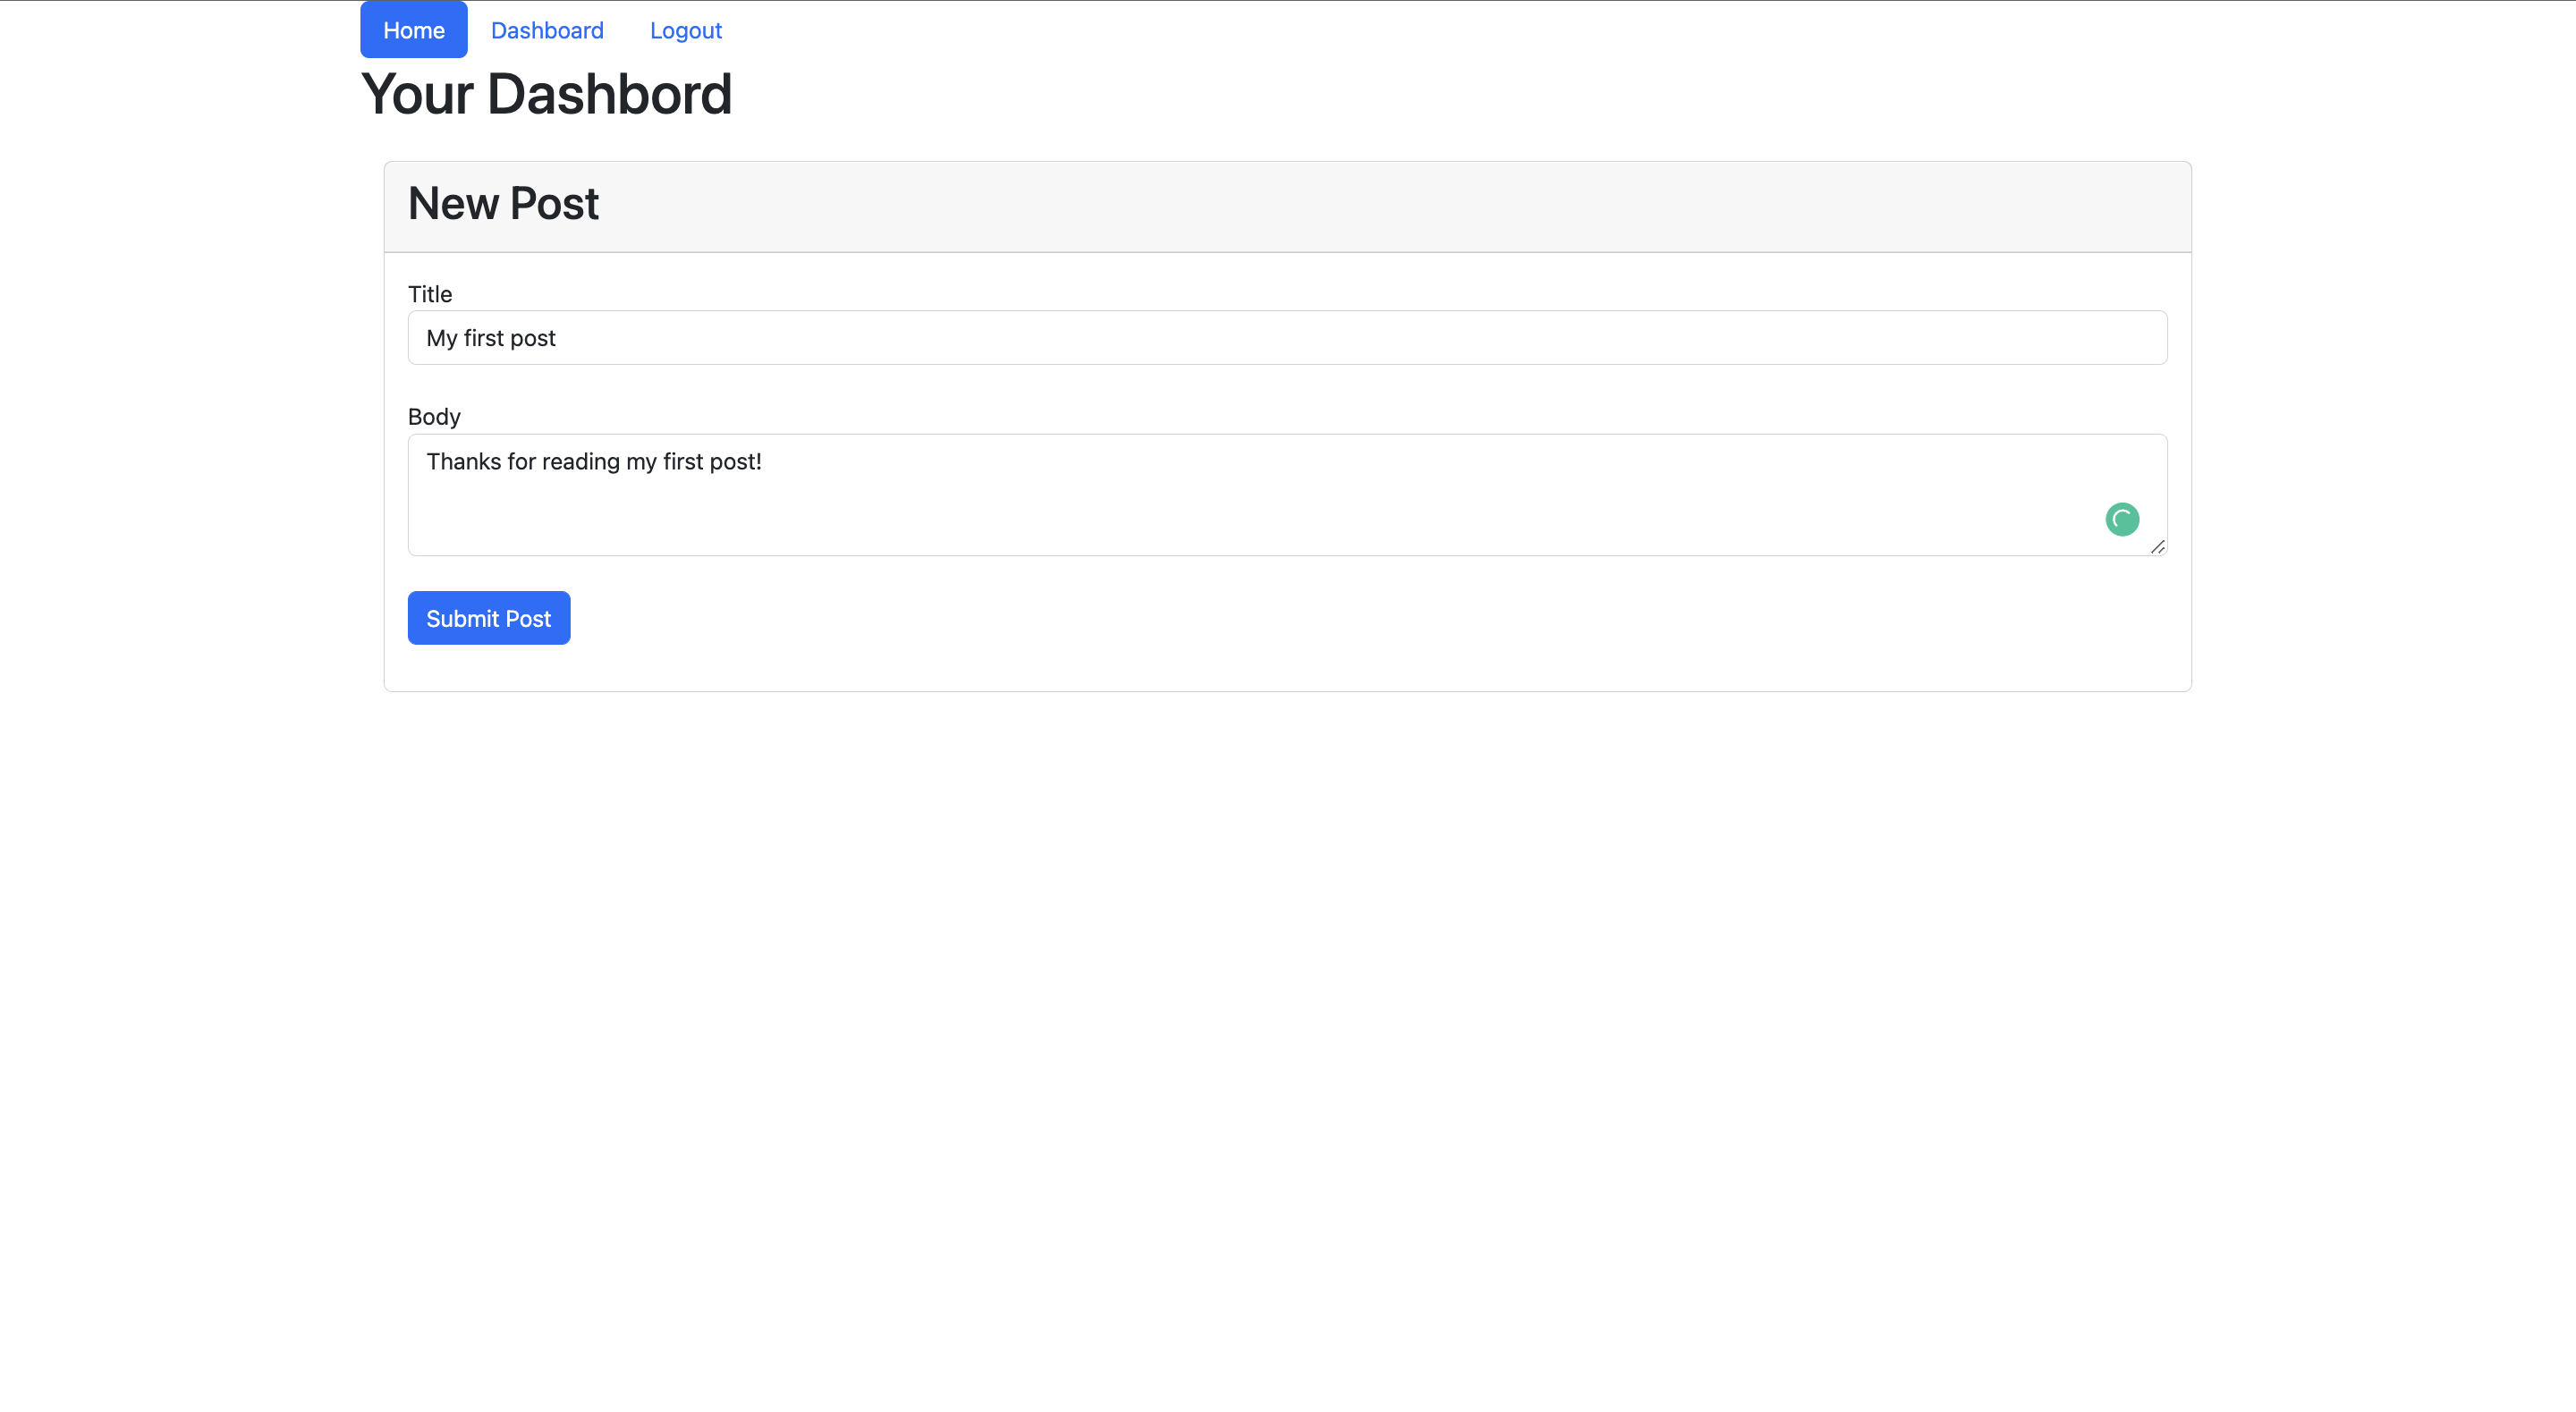 Home Dashboard Logout
Your Dashbord
New Post
Title
My first post
Body
Thanks for reading my first post!
Submit Post